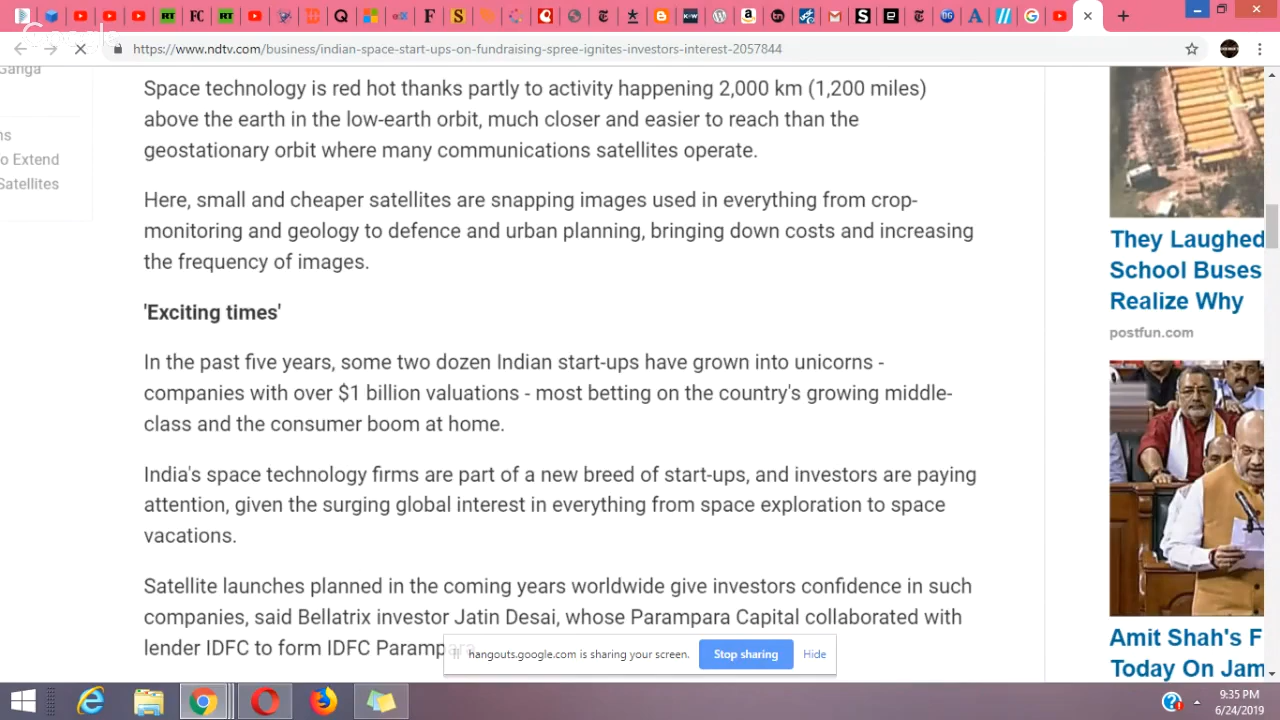 https://www.ndtv.com/business/indian-space-start-ups-on-fundraising-spree-ignites-investors-interest-2057844
Google
Ganga
ns
o Extend
Satellites
Space technology is red hot thanks partly to activity happening 2,000 km (1,200 miles)
above the earth in the low-earth orbit, much closer and easier to reach than the
geostationary orbit where many communications satellites operate.
Here, small and cheaper satellites are snapping images used in everything from crop-
monitoring and geology to defence and urban planning, bringing down costs and increasing
the frequency of images.
'Exciting times'
In the past five years, some two dozen Indian start-ups have grown into unicorns -
companies with over $1 billion valuations - most betting on the country's growing middle-
class and the consumer boom at home.
India's space technology firms are part of a new breed of start-ups, and investors are paying
attention, given the surging global interest in everything from space exploration to space
vacations.
Satellite launches planned in the coming years worldwide give investors confidence in such
companies, said Bellatrix investor Jatin Desai, whose Parampara Capital collaborated with
lender IDFC to form IDFC Parampara.
They Laughed
School Buses
Realize Why
postfun.com
Amit Shah's F
Today On Jam
hangouts.google.com is sharing your screen.
Stop sharing
Hide
9:35 PM
6/24/2019